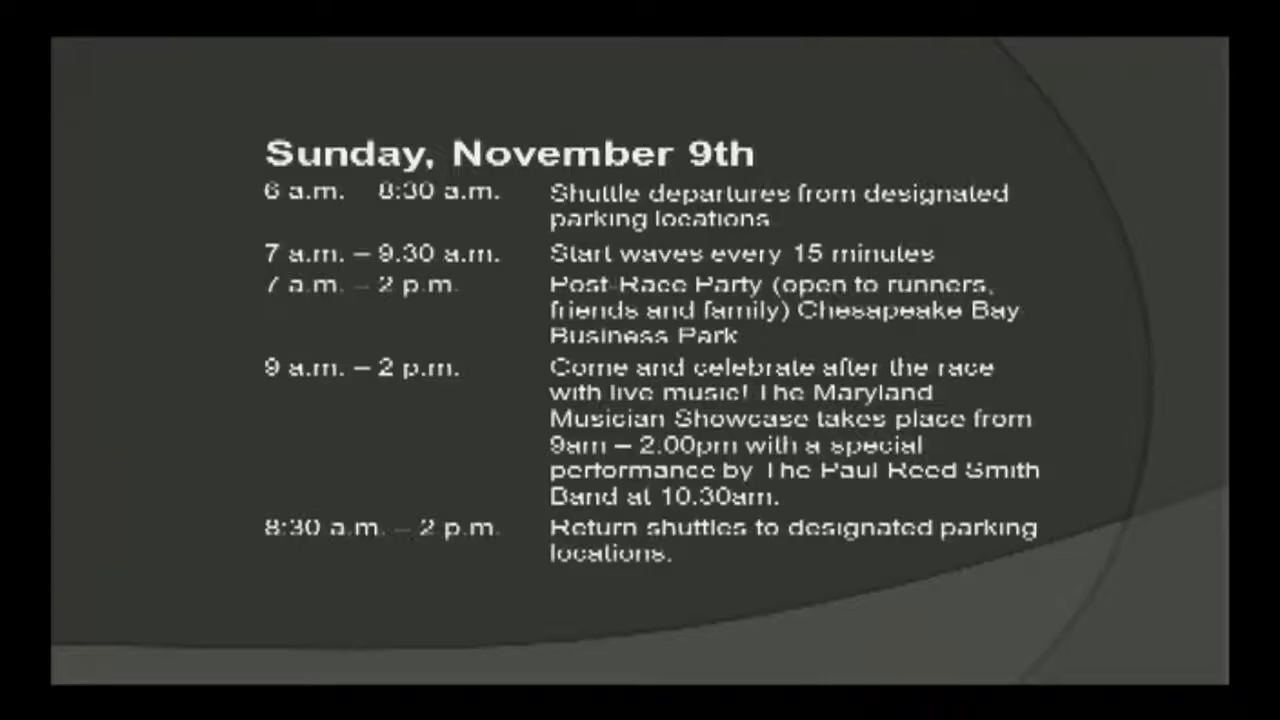 Sunday, November 9th
6 a.m. – 8:30 a.m. Shuttle departures from designated
parking locations
7 a.m. – 9:30 a.m. Start waves every 15 minutes
7 a.m. – 2 p.m. Post-Race Party (open to runners,
friends and family) Chesapeake Bay
Business Park
9 a.m. – 2 p.m. Come and celebrate after the race
with live music! The Maryland
Musician Showcase takes place from
9am – 2:00pm with a special
performance by The Paul Reed Smith
Band at 10:30am.
8:30 a.m. – 2 p.m. Return shuttles to designated parking
locations.